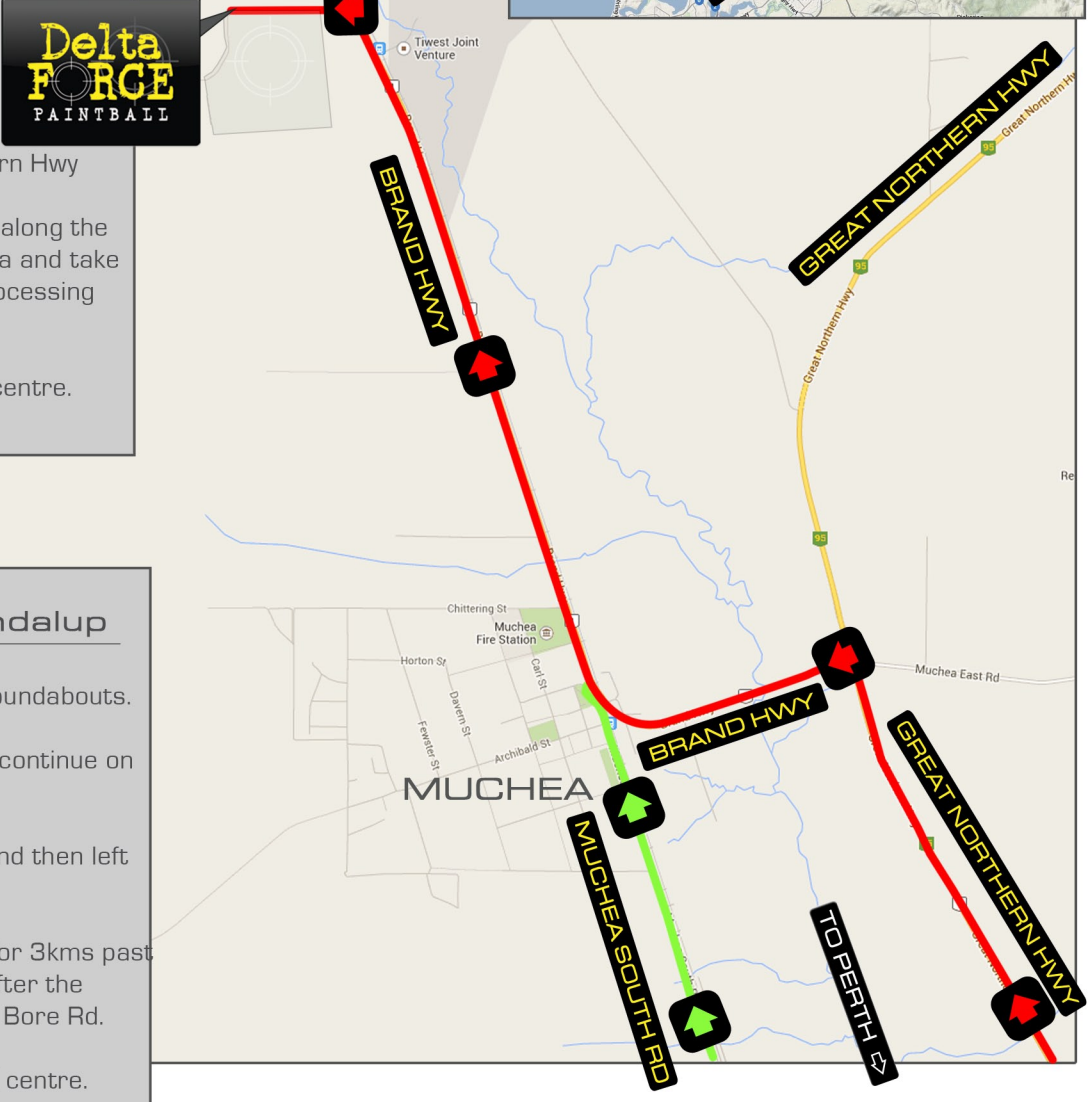 Delta
FORCE
PAINTBALL
rn Hwy
along the
a and take
ocessing
centre.
ndalup
oundabouts.
continue on
nd then left
or 3kms past
fter the
Bore Rd.
centre.
Tiwest Joint
Venture
BRAND HWY
GREAT NORTHERN HWY
Great Northern Hw
95
95
Great Northern Hwy
95
Re
Chittering St
Muchea
Fire Station
Horton St
Carl St
Davern St
Fewster St
Archibald St
MUCHEA
Muchea East Rd
BRAND HWY
GREAT NORTHERN HWY
MUCHEA SOUTH RD
TO PERTH